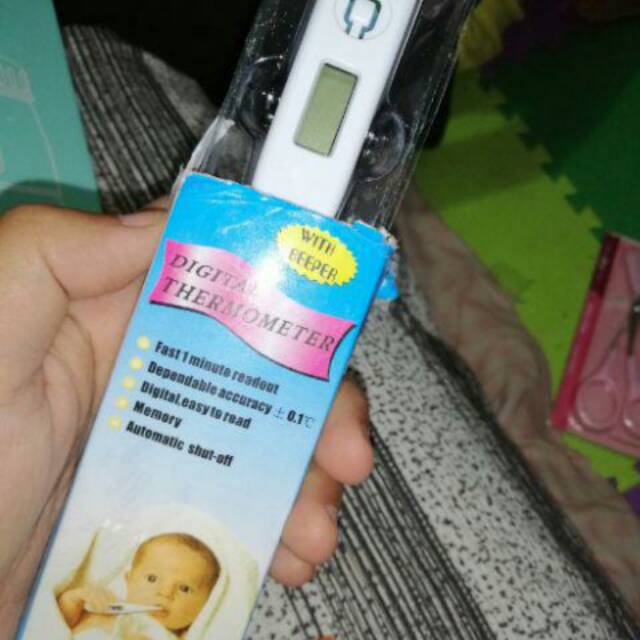 WITH
BEEPER
DIGITAL
THERMOMETER
Fast 1 minute readout
Dependable accuracy ± 0.1℃
Digital.easy to read
Memory
Automatic shut-off